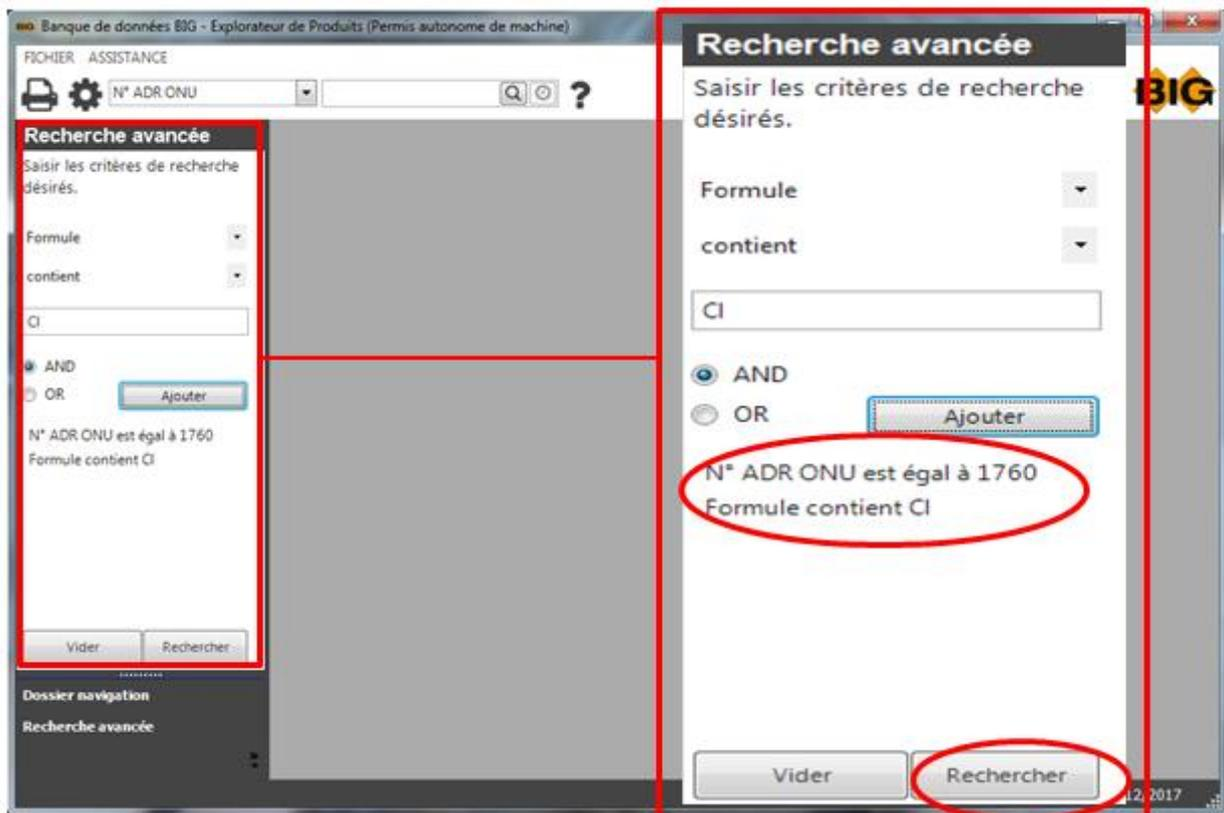 BIG Banque de données BIG - Explorateur de Produits (Permis autonome de machine)
FICHIER ASSISTANCE
N° ADR ONU
?
BIG
Recherche avancée
Saisir les critères de recherche
désirés.
Formule
contient
Cl
AND
OR
Ajouter
N° ADR ONU est égal à 1760
Formule contient Cl
Vider
Rechercher
Dossier navigation
Recherche avancée
Recherche avancée
Saisir les critères de recherche
désirés.
Formule
contient
Cl
AND
OR
Ajouter
N° ADR ONU est égal à 1760
Formule contient Cl
Vider
Rechercher
12/2017